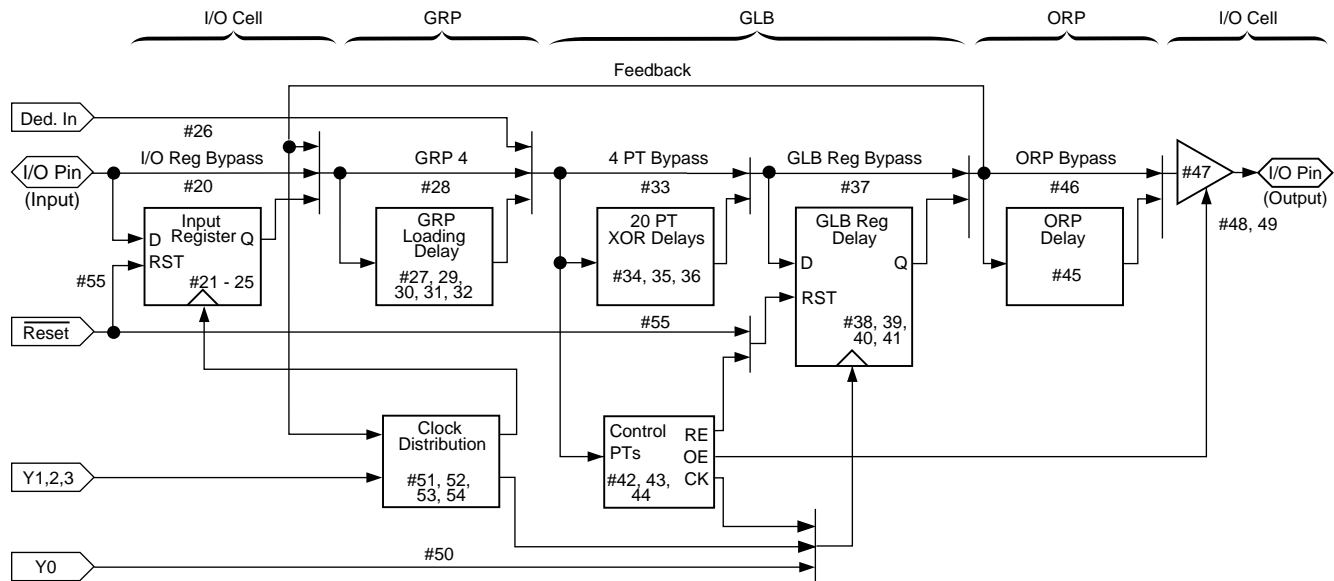 I/O Cell
GRP
GLB
ORP
I/O Cell
Feedback
Ded. In
#26
I/O Pin
(Input)
I/O Reg Bypass
#20
GRP 4
#28
4 PT Bypass
#33
GLB Reg Bypass
#37
ORP Bypass
#46
#47
I/O Pin
(Output)
#48, 49
Input
Register
D
Q
RST
#21 - 25
#55
GRP
Loading
Delay
#27, 29,
30, 31, 32
20 PT
XOR Delays
#34, 35, 36
GLB Reg
Delay
D
Q
RST
#38, 39,
40, 41
ORP
Delay
#45
Reset
#55
Clock
Distribution
#51, 52,
53, 54
Control
PTs
RE
OE
CK
#42, 43,
44
Y1,2,3
Y0
#50